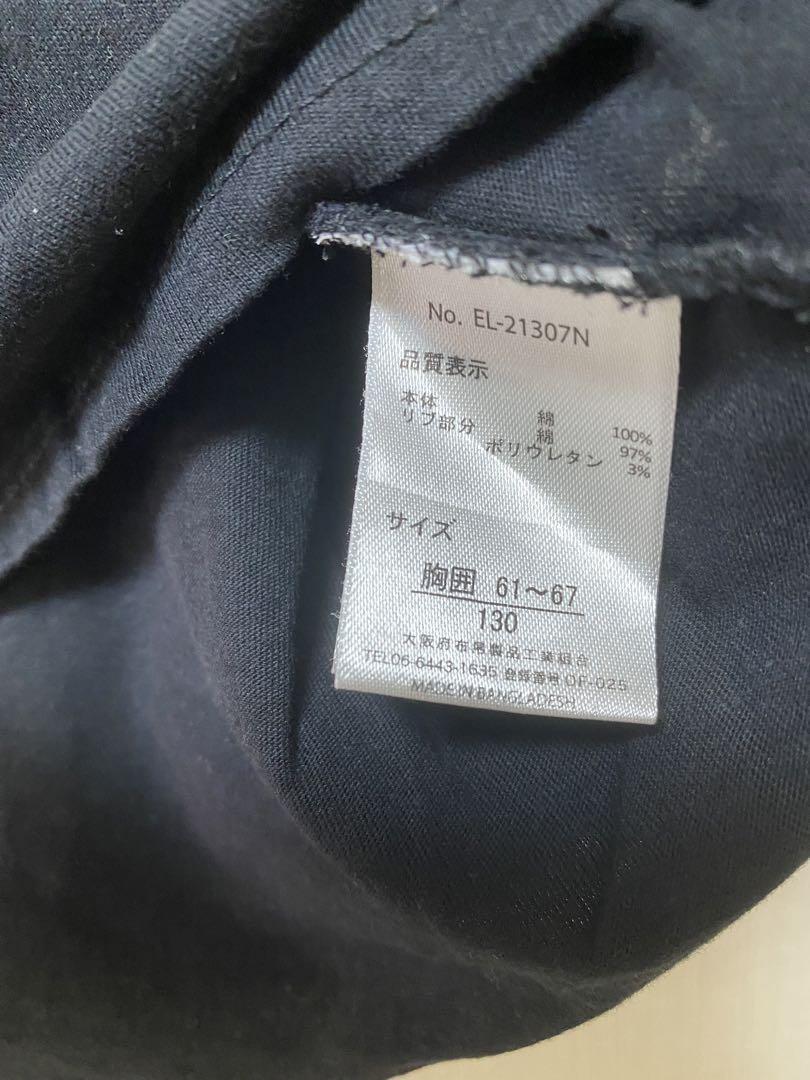 No. EL-21307N
品質表示
本体 綿 100%
リブ部分 綿 97%
ポリウレタン 3%
サイズ
胸囲 61～67
130
大阪府布帛製品工業組合
TEL06-6443-1635 登録番号OF-025
MADE IN BANGLADESH